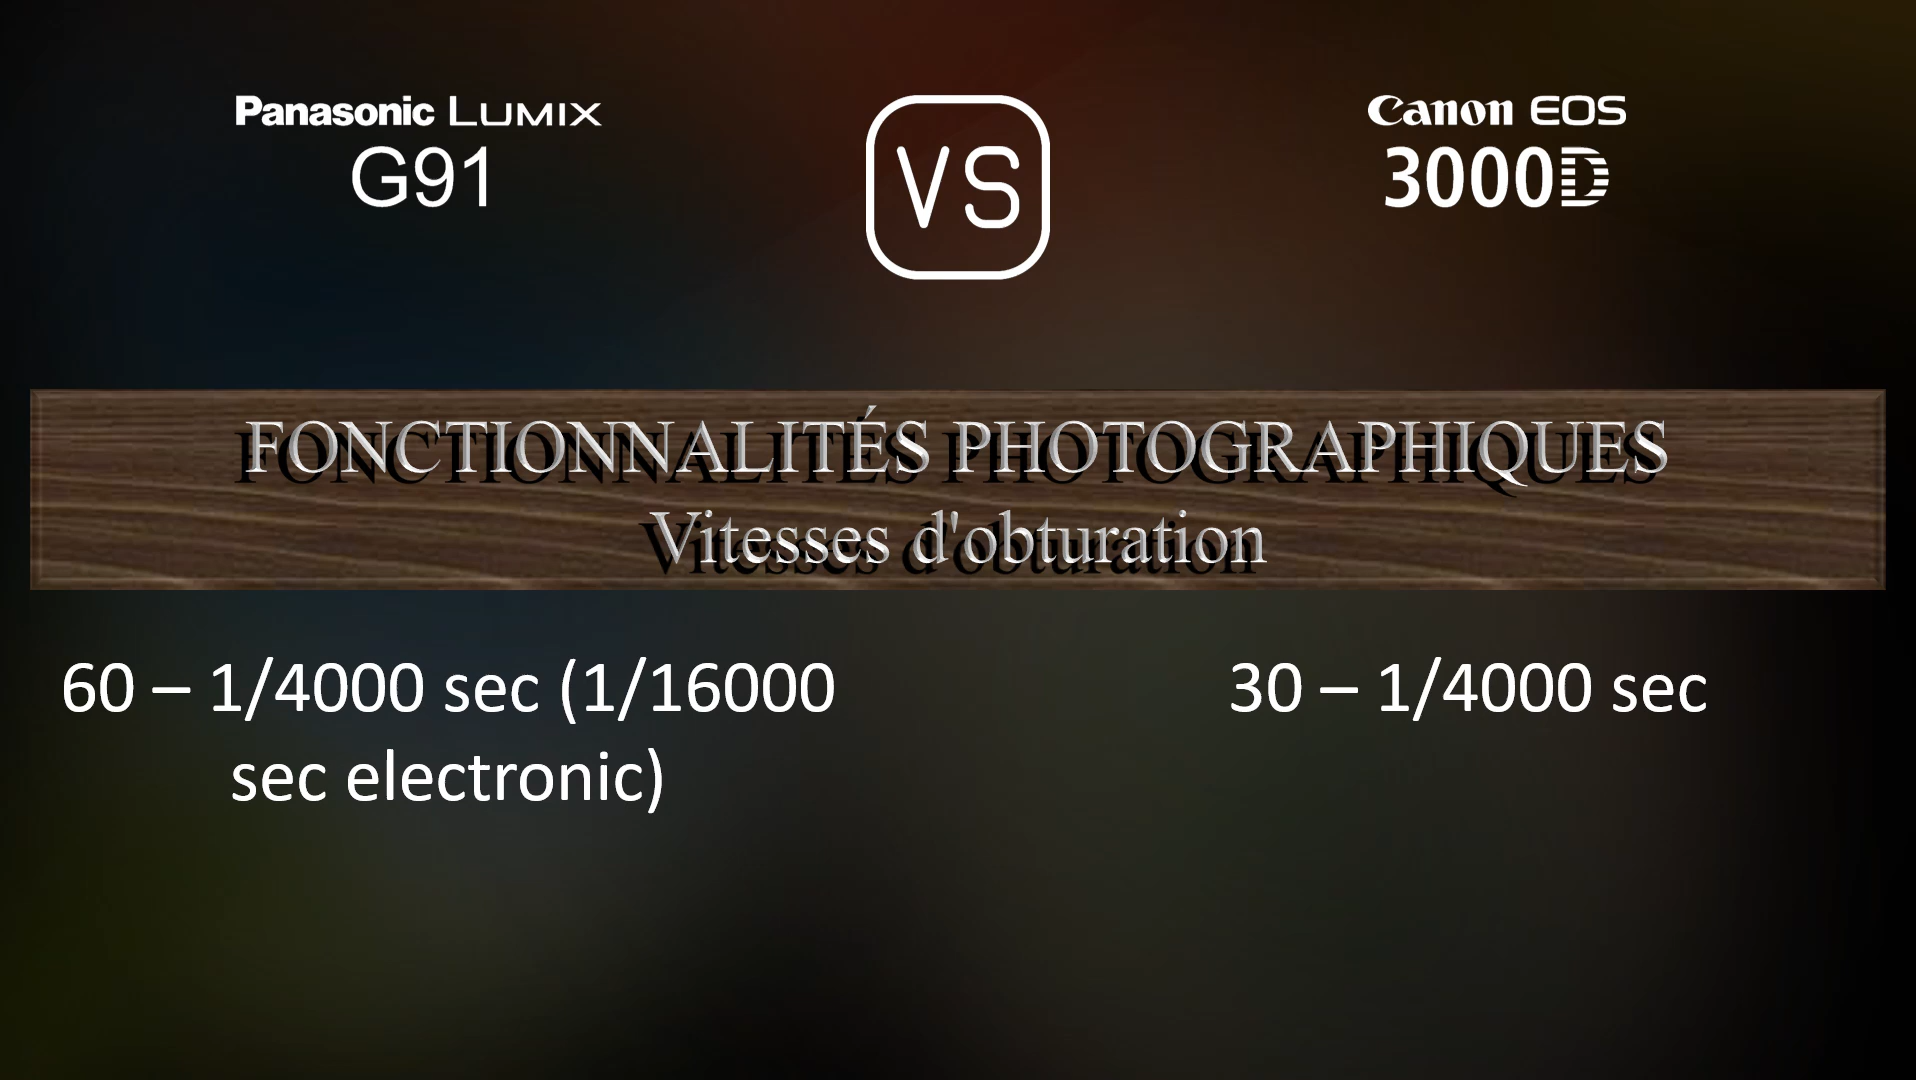 Panasonic LUMIX
G91
VS
Canon EOS
3000D
FONCTIONNALITÉS PHOTOGRAPHIQUES
Vitesses d'obturation
60 – 1/4000 sec (1/16000
sec electronic)
30 – 1/4000 sec